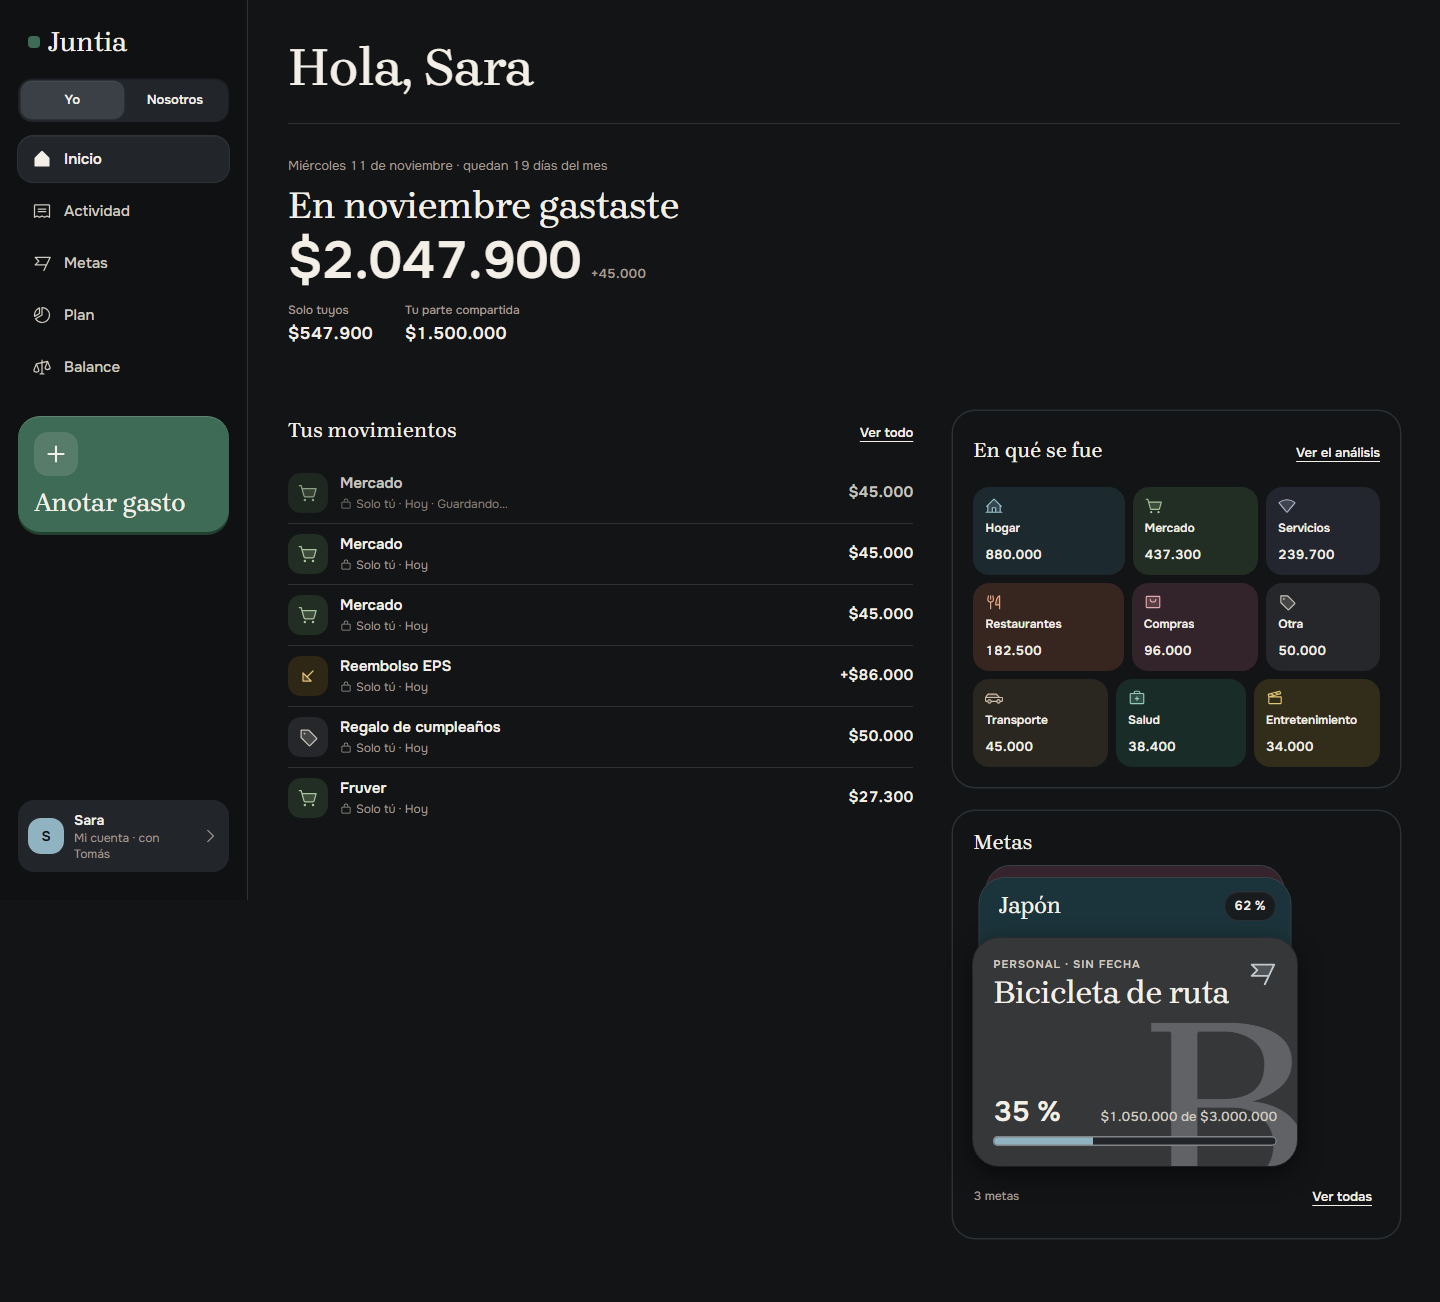 Juntia
Yo
Nosotros
Inicio
Actividad
Metas
Plan
Balance
Anotar gasto
S
Sara
Mi cuenta · con
Tomás
Hola, Sara
Miércoles 11 de noviembre · quedan 19 días del mes
En noviembre gastaste
$2.047.900 +45.000
Solo tuyos
$547.900
Tu parte compartida
$1.500.000
Tus movimientos
Ver todo
Mercado
Solo tú · Hoy · Guardando...
$45.000
Mercado
Solo tú · Hoy
$45.000
Mercado
Solo tú · Hoy
$45.000
Reembolso EPS
Solo tú · Hoy
+$86.000
Regalo de cumpleaños
Solo tú · Hoy
$50.000
Fruver
Solo tú · Hoy
$27.300
En qué se fue
Ver el análisis
Hogar
880.000
Mercado
437.300
Servicios
239.700
Restaurantes
182.500
Compras
96.000
Otra
50.000
Transporte
45.000
Salud
38.400
Entretenimiento
34.000
Metas
Japón
62 %
PERSONAL · SIN FECHA
Bicicleta de ruta
B
35 %
$1.050.000 de $3.000.000
3 metas
Ver todas